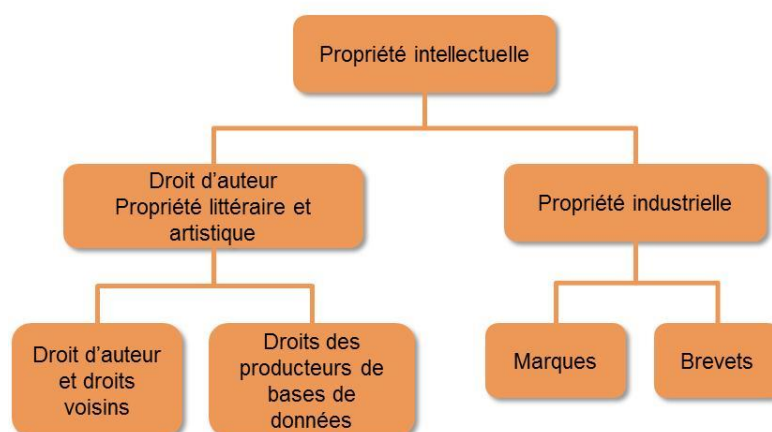 Propriété intellectuelle
Droit d'auteur
Propriété littéraire et
artistique
Propriété industrielle
Droit d'auteur
et droits
voisins
Droits des
producteurs de
bases de
données
Marques
Brevets